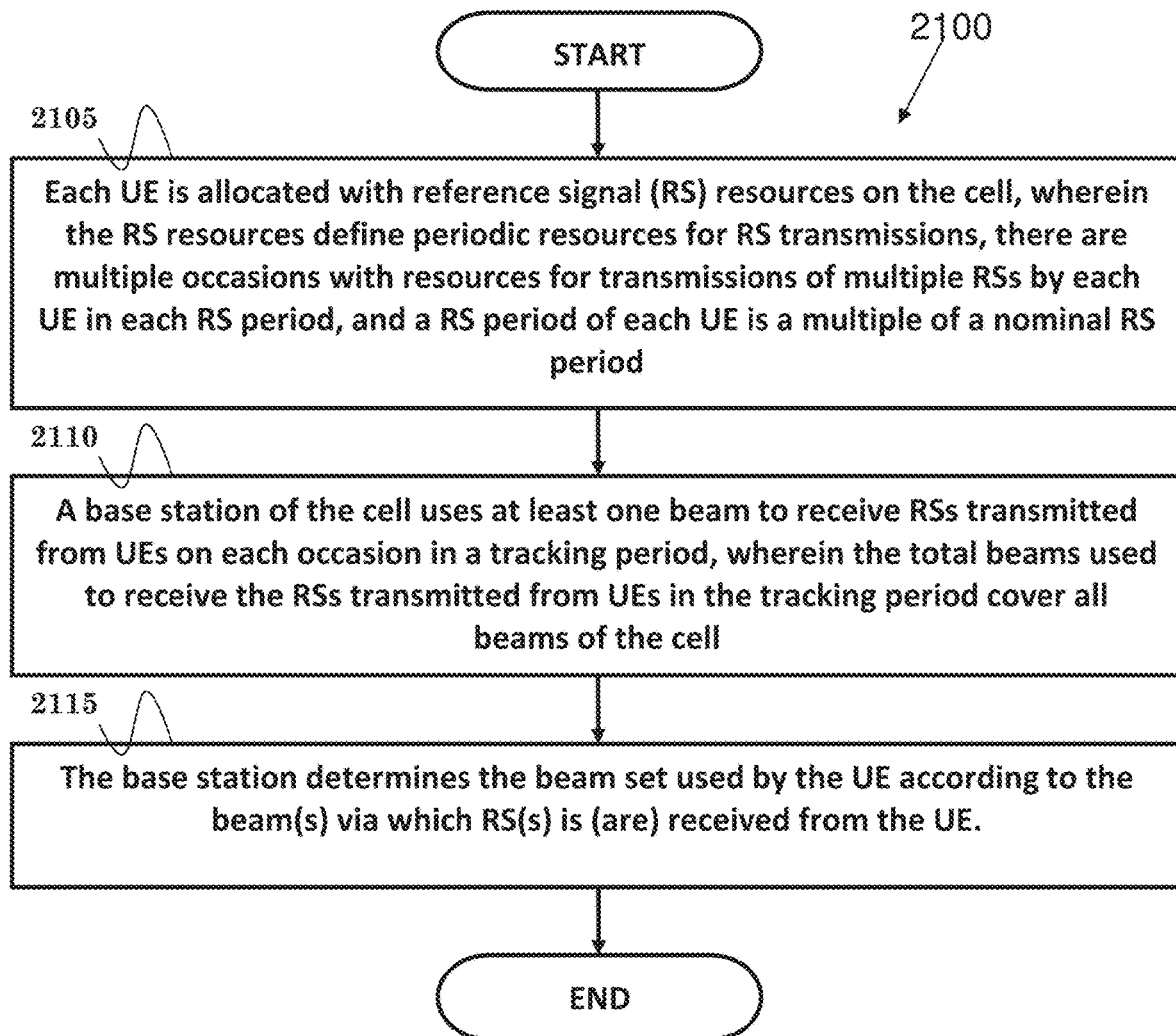 START
2100
2105
Each UE is allocated with reference signal (RS) resources on the cell, wherein
the RS resources define periodic resources for RS transmissions, there are
multiple occasions with resources for transmissions of multiple RSs by each
UE in each RS period, and a RS period of each UE is a multiple of a nominal RS
period
2110
A base station of the cell uses at least one beam to receive RSs transmitted
from UEs on each occasion in a tracking period, wherein the total beams used
to receive the RSs transmitted from UEs in the tracking period cover all
beams of the cell
2115
The base station determines the beam set used by the UE according to the
beam(s) via which RS(s) is (are) received from the UE.
END